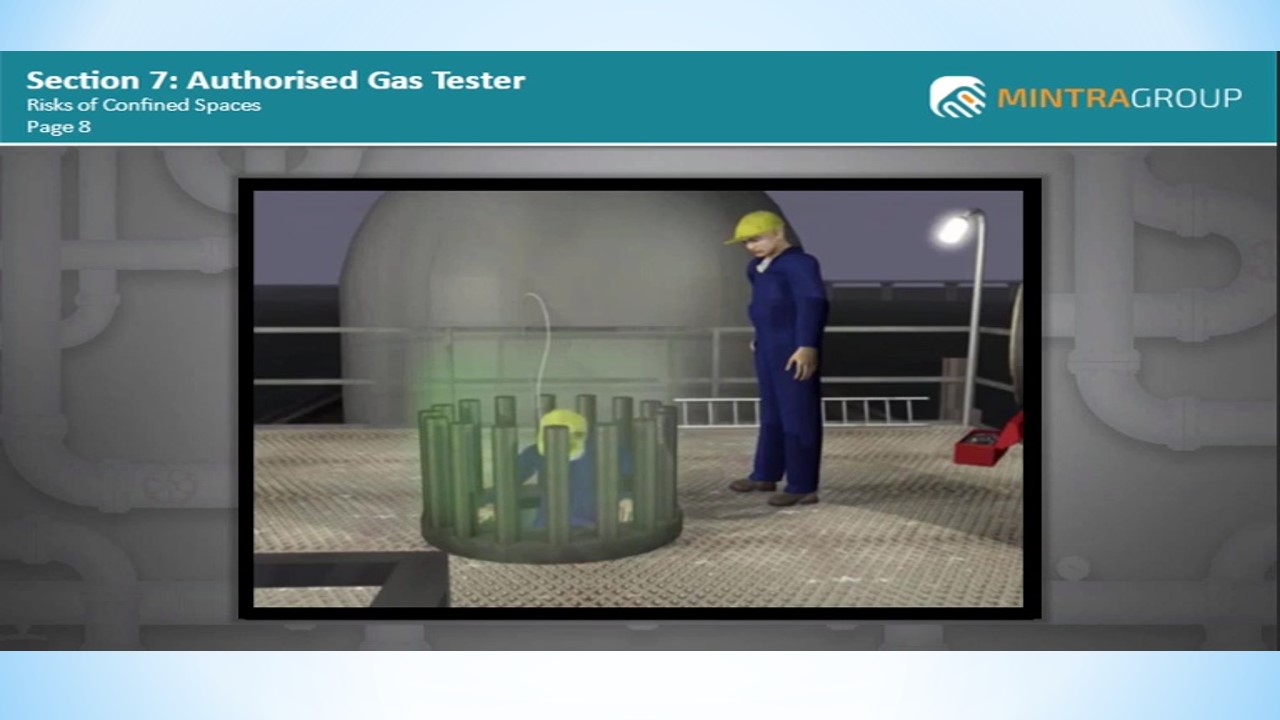 Section 7: Authorised Gas Tester
Risks of Confined Spaces
Page 8
MINTRAGROUP